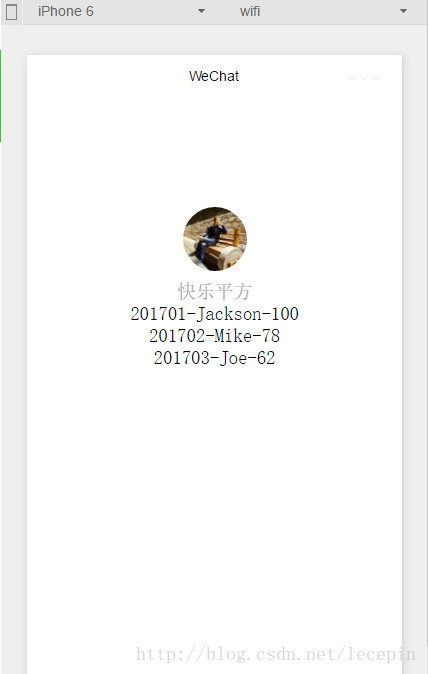 iPhone 6 wifi
WeChat
快乐平方
201701-Jackson-100
201702-Mike-78
201703-Joe-62
http://blog.csdn.net/lecepin